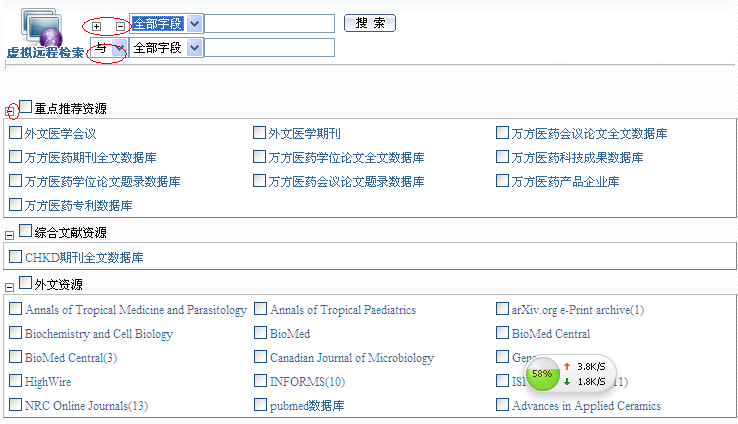 全部字段 搜 索
虚拟远程检索 与 全部字段
重点推荐资源
外文医学会议 外文医学期刊 万方医药会议论文全文数据库
万方医药期刊全文数据库 万方医药学位论文全文数据库 万方医药科技成果数据库
万方医药学位论文题录数据库 万方医药会议论文题录数据库 万方医药产品企业库
万方医药专利数据库
综合文献资源
CHKD期刊全文数据库
外文资源
Annals of Tropical Medicine and Parasitology Annals of Tropical Paediatrics arXiv.org e-Print archive(1)
Biochemistry and Cell Biology BioMed BioMed Central
BioMed Central(3) Canadian Journal of Microbiology 3.8K/S
HighWire INFORMS(10) 58% 1.8K/S
NRC Online Journals(13) pubmed数据库 Advances in Applied Ceramics